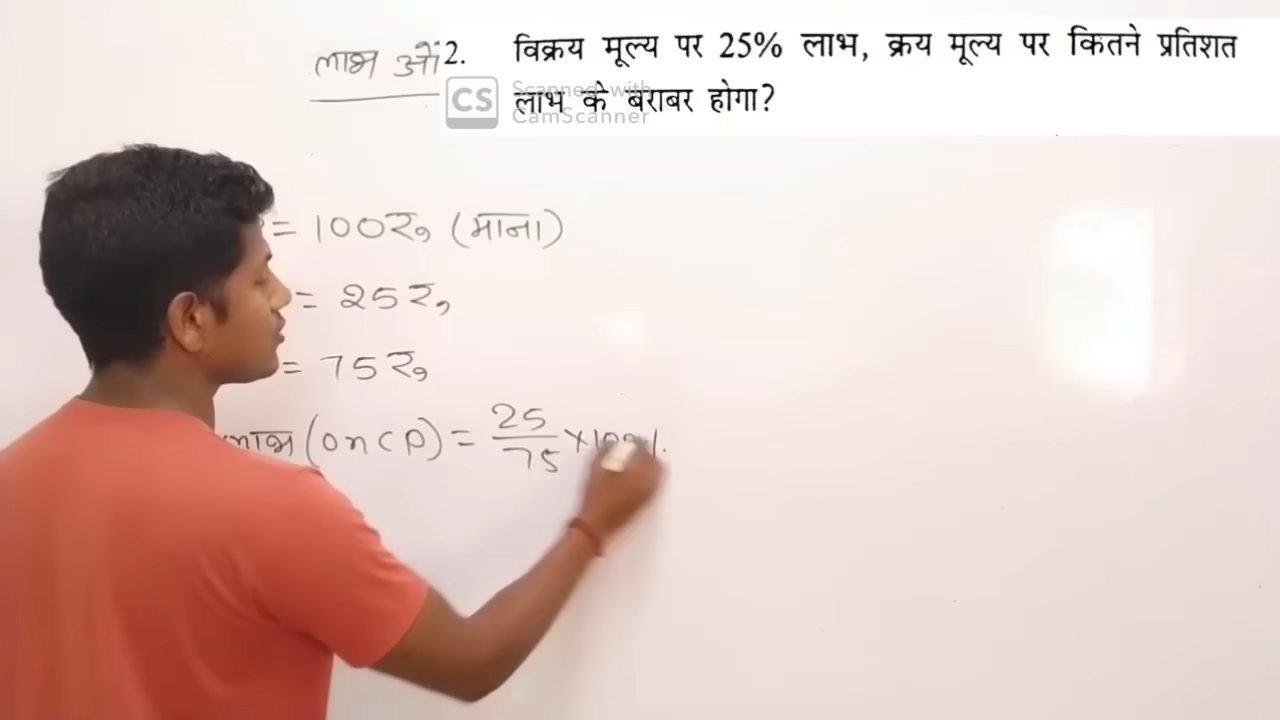 लाभ औ
2. विक्रय मूल्य पर 25% लाभ, क्रय मूल्य पर कितने प्रतिशत
लाभ के बराबर होगा?
CS Scanned with
CamScanner
= 100रु (माना)
= 25रु
= 75रु
लाभ (on CP) = 25/75 × 100%